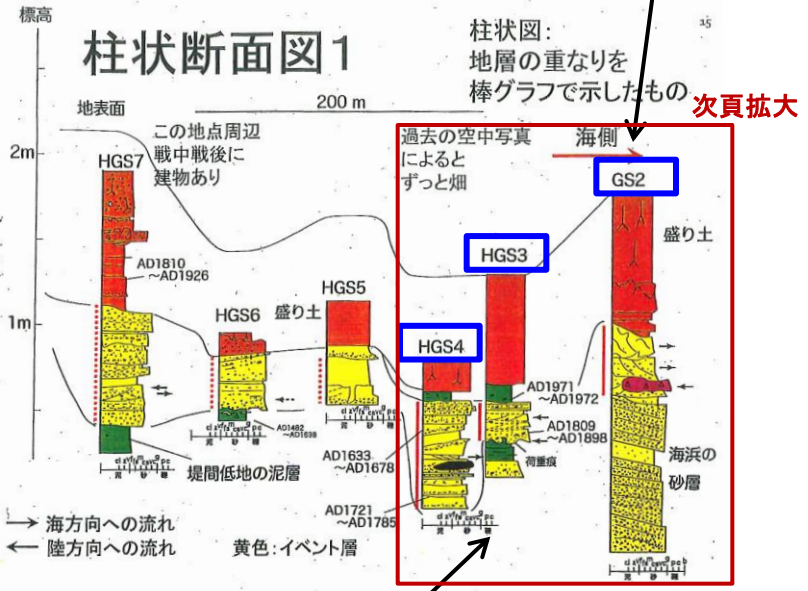 標高
柱状断面図1
15
柱状図:
地層の重なりを
棒グラフで示したもの
次頁拡大
地表面
200 m
この地点周辺
戦中戦後に
建物あり
過去の空中写真
によると
ずっと畑
海側
2m
HGS7
GS2
盛り土
HGS3
AD1810
～AD1926
HGS5
HGS6
盛り土
1m
HGS4
AD1971
～AD1972
AD1809
～AD1898
荷重痕
AD1482
～AD1638
AD1633
～AD1678
海浜の
砂層
堤間低地の泥層
AD1721
～AD1785
泥 砂 礫
→ 海方向への流れ
← 陸方向への流れ
黄色:イベント層